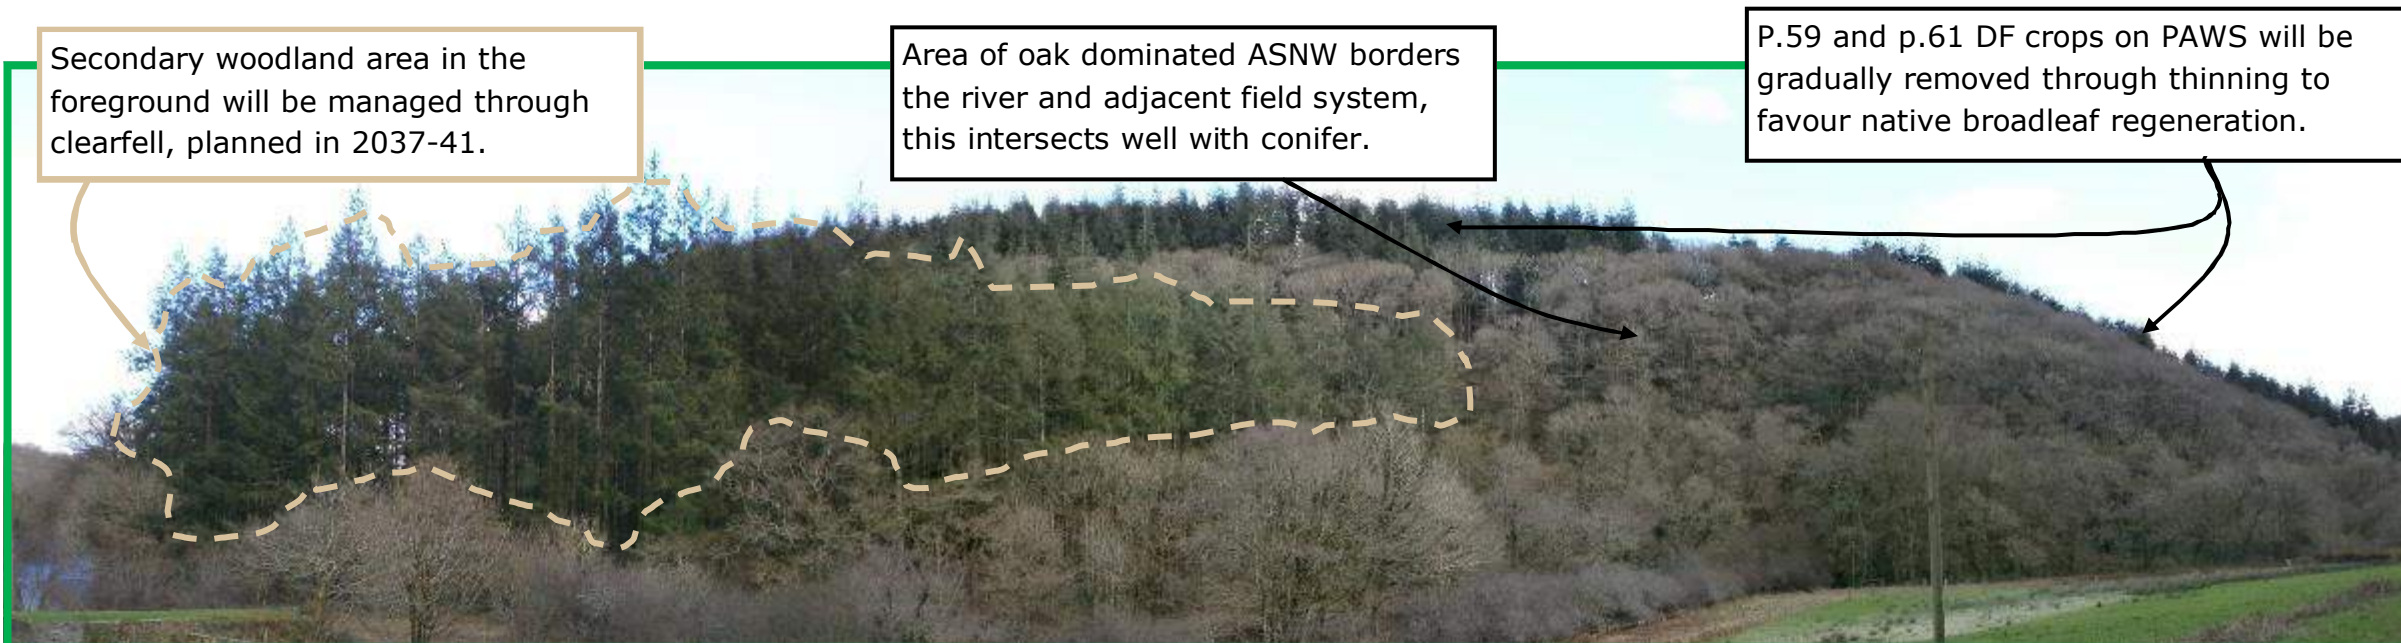 Secondary woodland area in the
foreground will be managed through
clearfell, planned in 2037-41.
Area of oak dominated ASNW borders
the river and adjacent field system,
this intersects well with conifer.
P.59 and p.61 DF crops on PAWS will be
gradually removed through thinning to
favour native broadleaf regeneration.